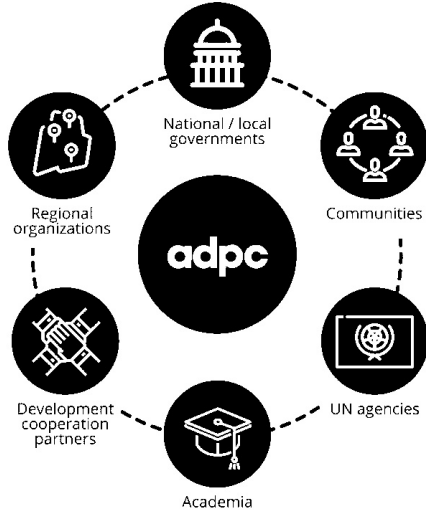 National / local
governments
Regional
organizations
Communities
adpc
Development
cooperation
partners
UN agencies
Academia